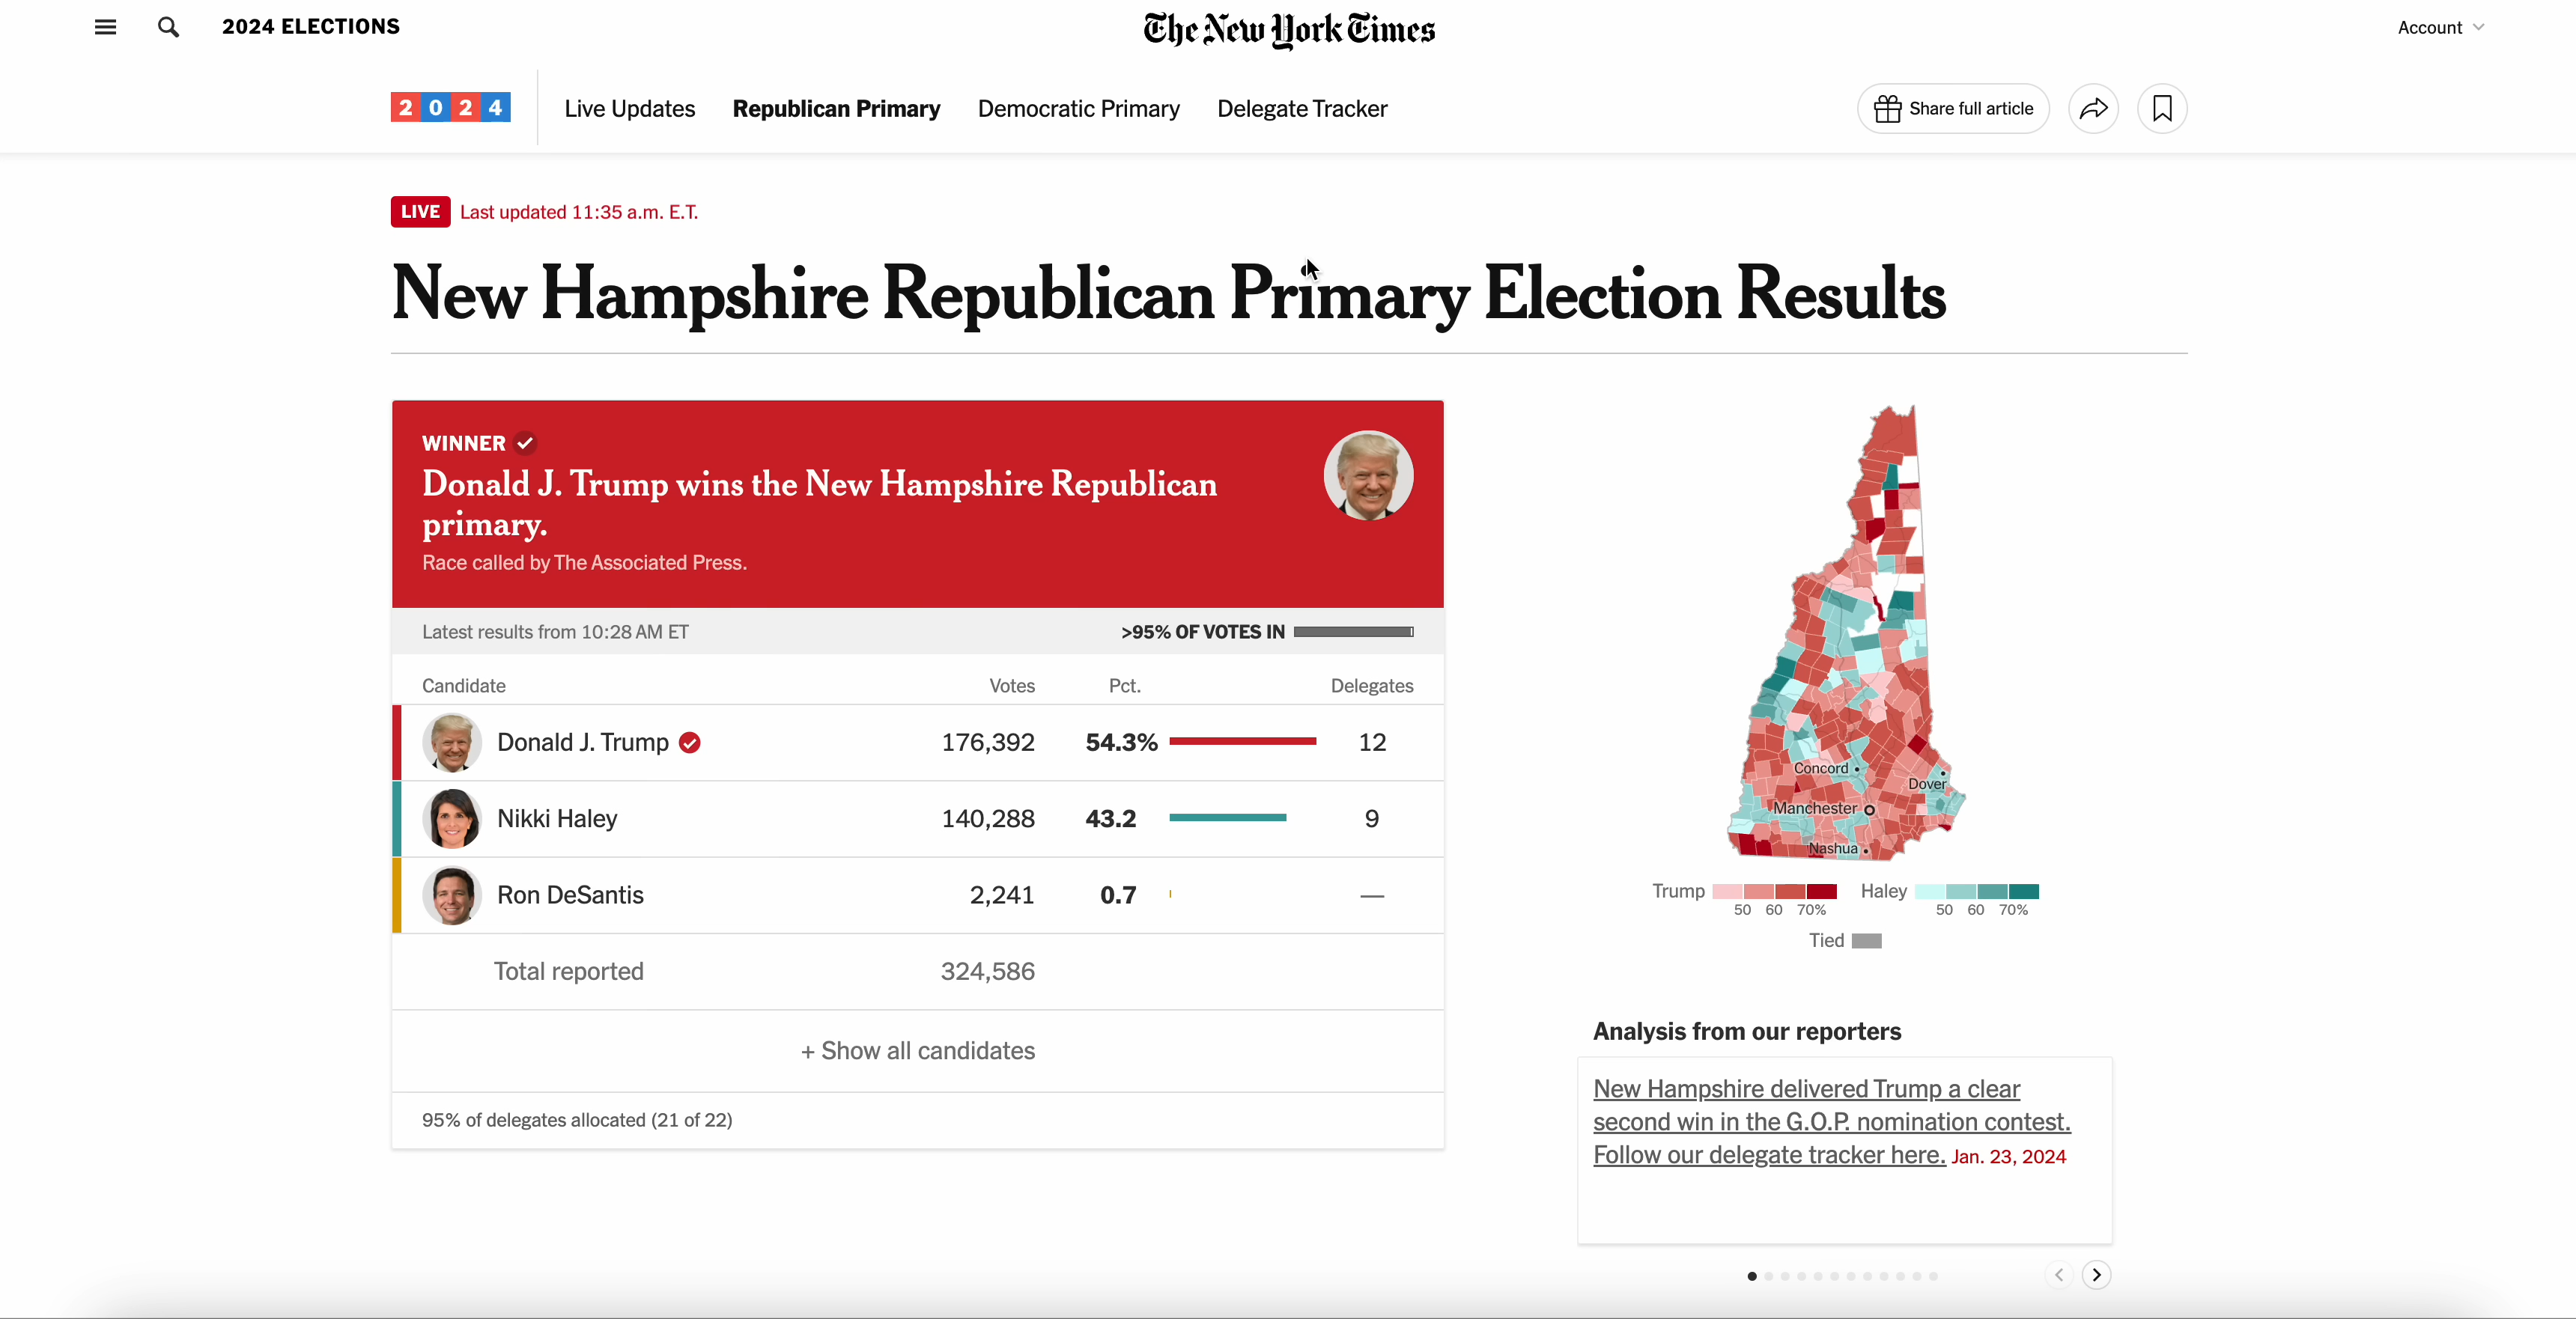 2024 ELECTIONS
The New York Times
Account
2024
Live Updates
Republican Primary
Democratic Primary
Delegate Tracker
Share full article
LIVE Last updated 11:35 a.m. E.T.
New Hampshire Republican Primary Election Results
WINNER
Donald J. Trump wins the New Hampshire Republican
primary.
Race called by The Associated Press.
Latest results from 10:28 AM ET
>95% OF VOTES IN
Candidate Votes Pct. Delegates
Donald J. Trump 176,392 54.3% 12
Nikki Haley 140,288 43.2 9
Ron DeSantis 2,241 0.7 —
Total reported 324,586
+ Show all candidates
95% of delegates allocated (21 of 22)
Concord
Dover
Manchester
Nashua
Trump
50 60 70%
Haley
50 60 70%
Tied
Analysis from our reporters
New Hampshire delivered Trump a clear
second win in the G.O.P. nomination contest.
Follow our delegate tracker here. Jan. 23, 2024